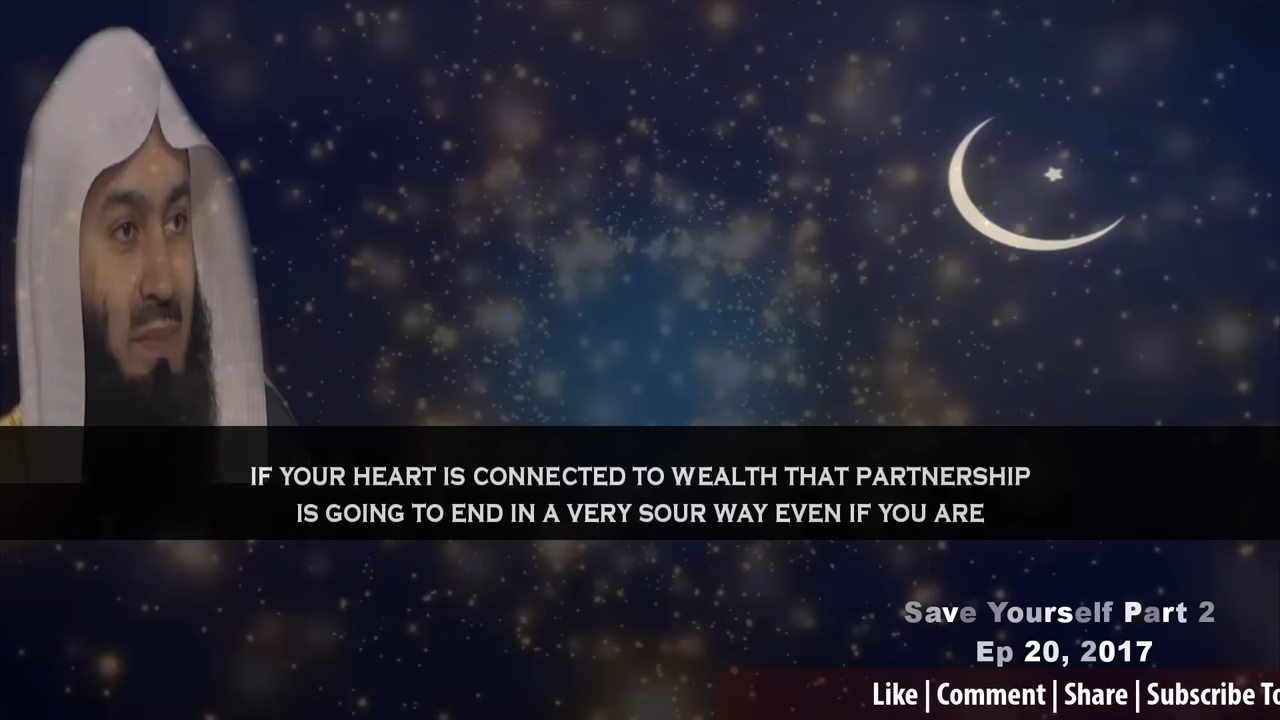 IF YOUR HEART IS CONNECTED TO WEALTH THAT PARTNERSHIP
IS GOING TO END IN A VERY SOUR WAY EVEN IF YOU ARE
Save Yourself Part 2
Ep 20, 2017
Like | Comment | Share | Subscribe To